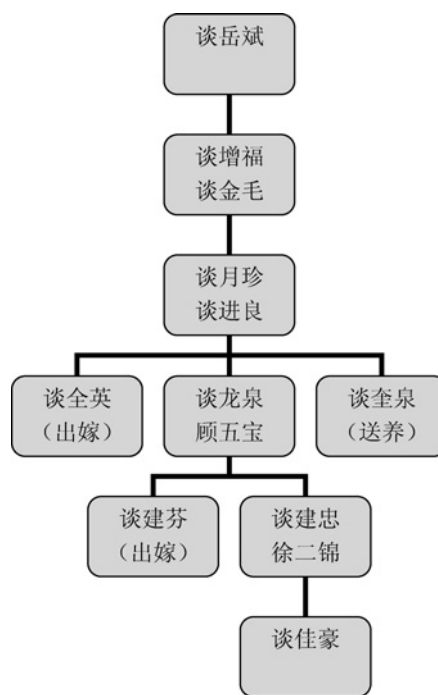 谈岳斌
谈增福
谈金毛
谈月珍
谈进良
谈全英
（出嫁）
谈龙泉
顾五宝
谈奎泉
（送养）
谈建芬
（出嫁）
谈建忠
徐二锦
谈佳豪